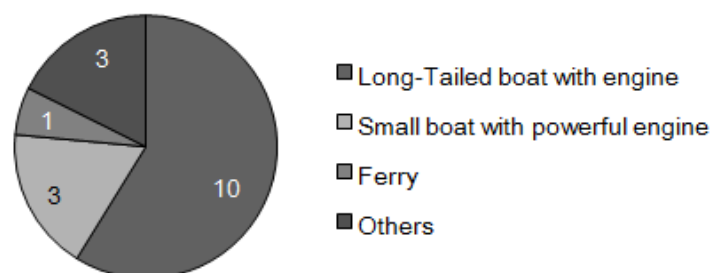 3
1
3
10
Long-Tailed boat with engine
Small boat with powerful engine
Ferry
Others